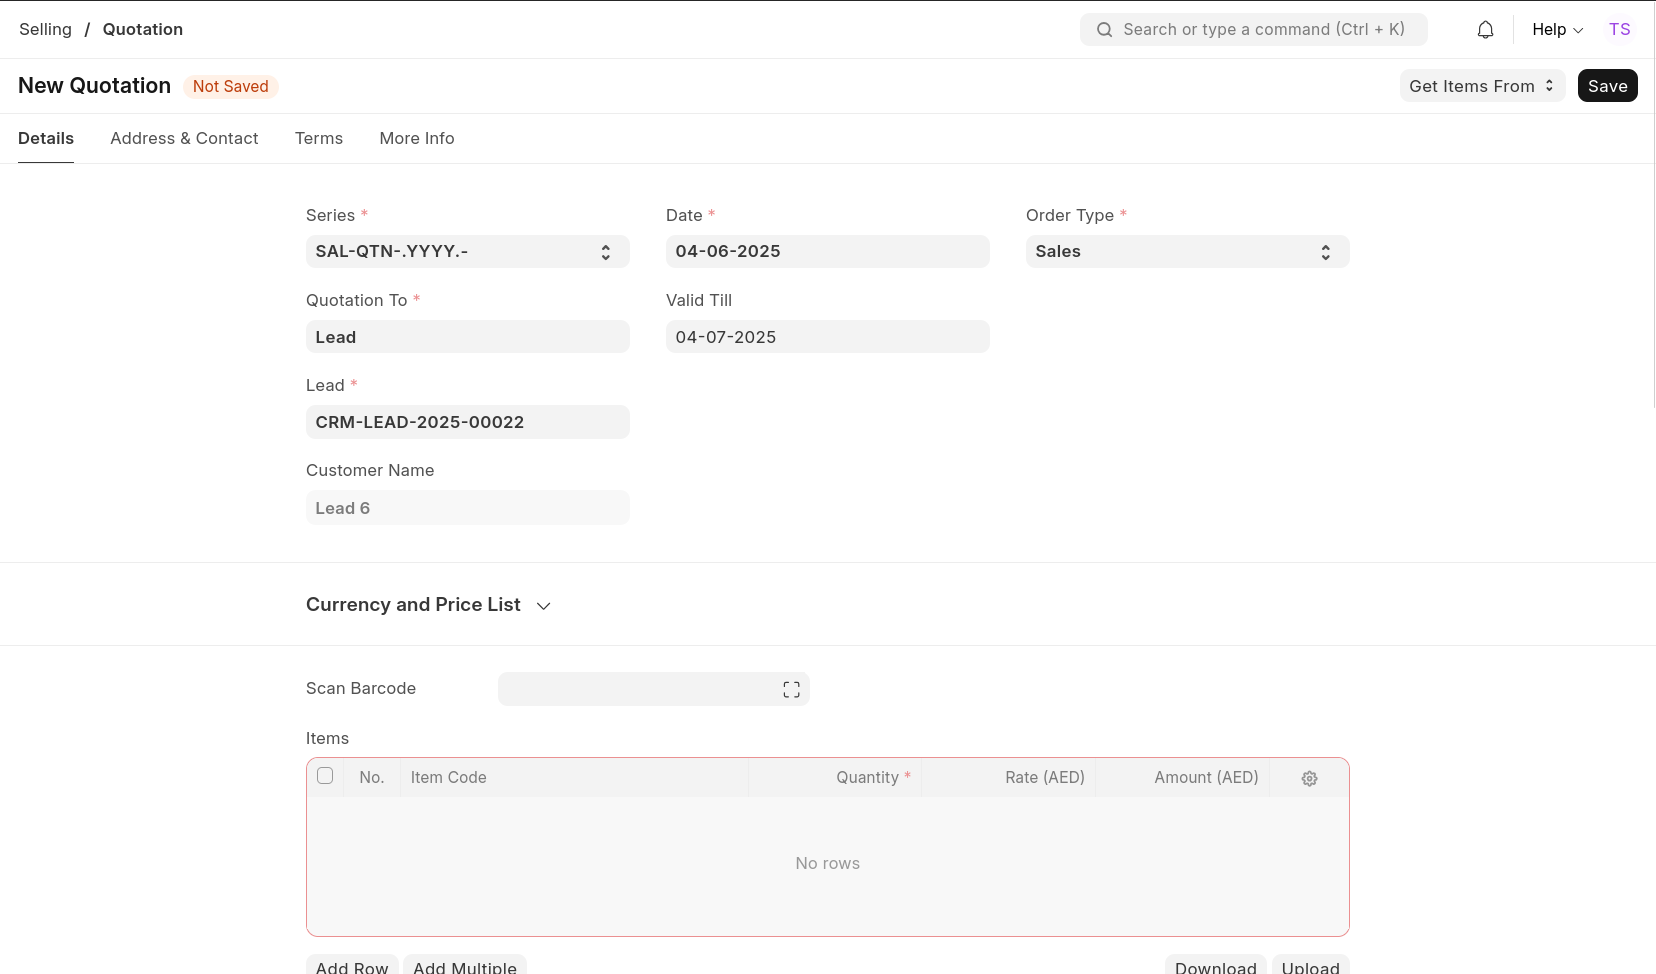 Selling / Quotation
Search or type a command (Ctrl + K)
Help
TS
New Quotation
Not Saved
Get Items From
Save
Details
Address & Contact
Terms
More Info
Series *
Date *
Order Type *
SAL-QTN-.YYYY.-
04-06-2025
Sales
Quotation To *
Valid Till
Lead
04-07-2025
Lead *
CRM-LEAD-2025-00022
Customer Name
Lead 6
Currency and Price List
Scan Barcode
Items
No.
Item Code
Quantity *
Rate (AED)
Amount (AED)
No rows
Add Row
Add Multiple
Download
Upload